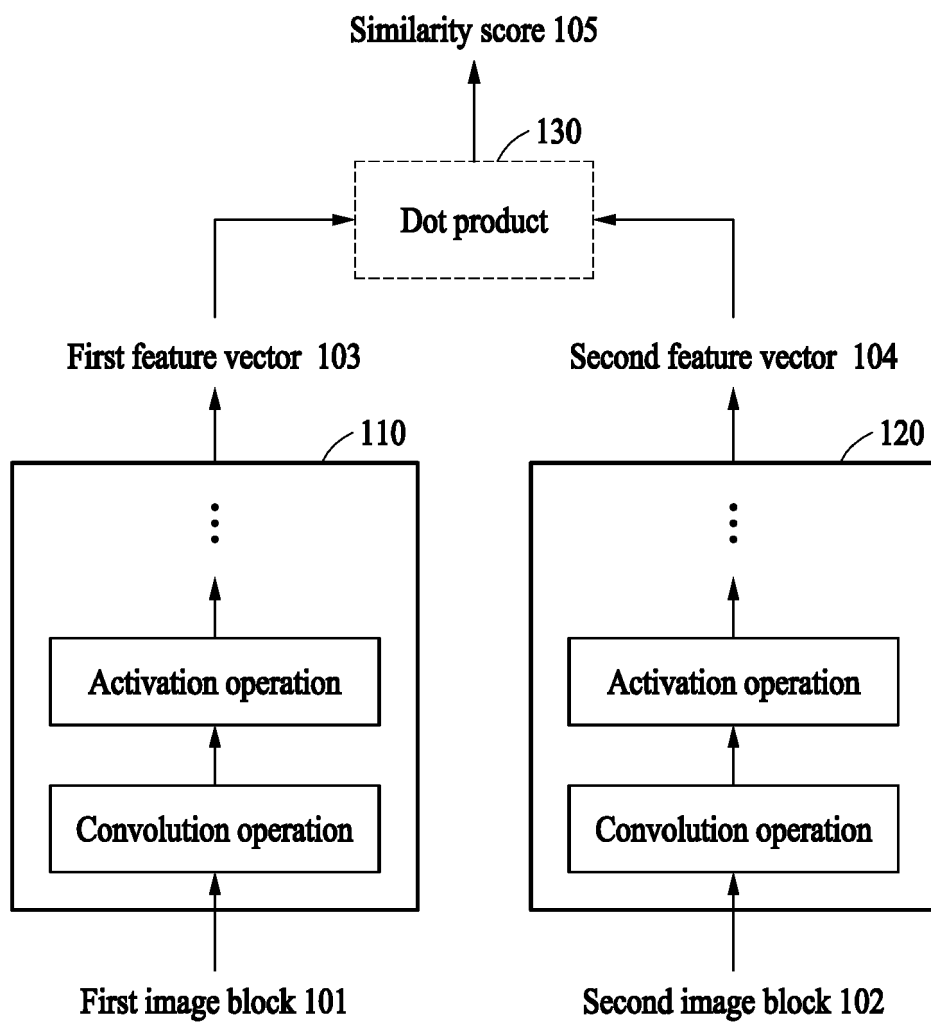 Similarity score 105
130
Dot product
First feature vector 103
Second feature vector 104
110
120
Activation operation
Activation operation
Convolution operation
Convolution operation
First image block 101
Second image block 102